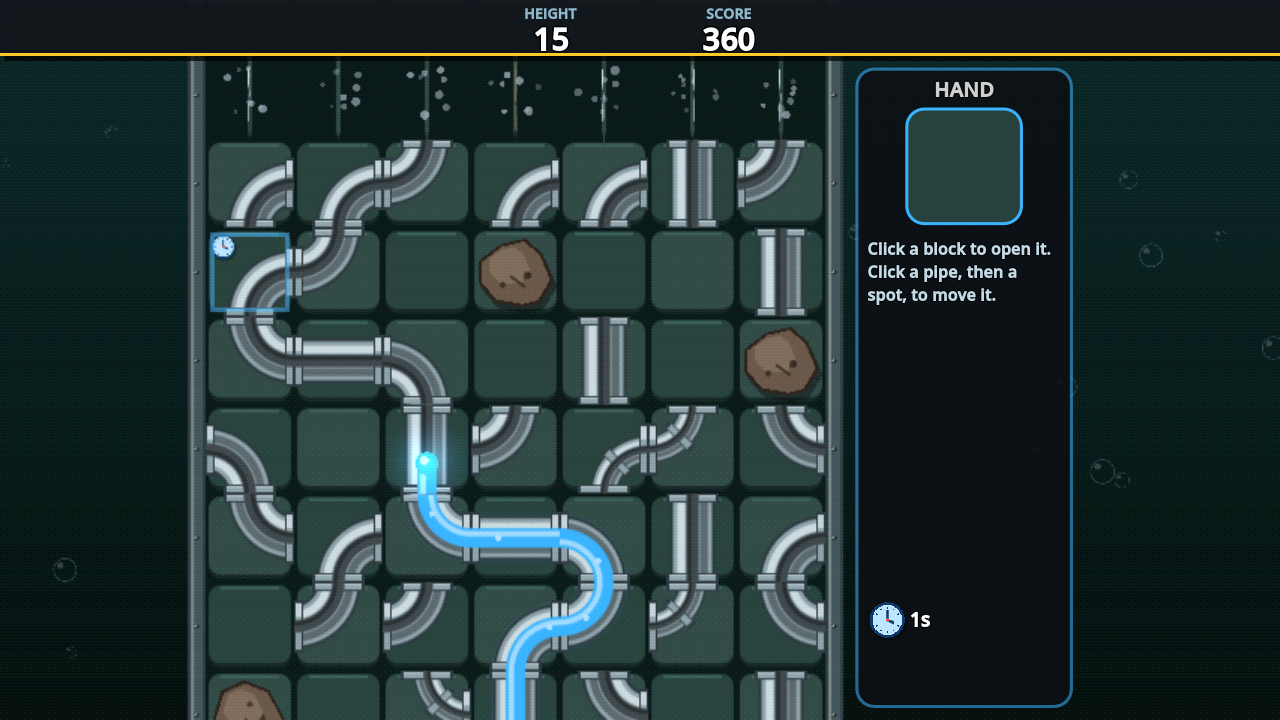 HEIGHT
15
SCORE
360
HAND
Click a block to open it.
Click a pipe, then a
spot, to move it.
1s